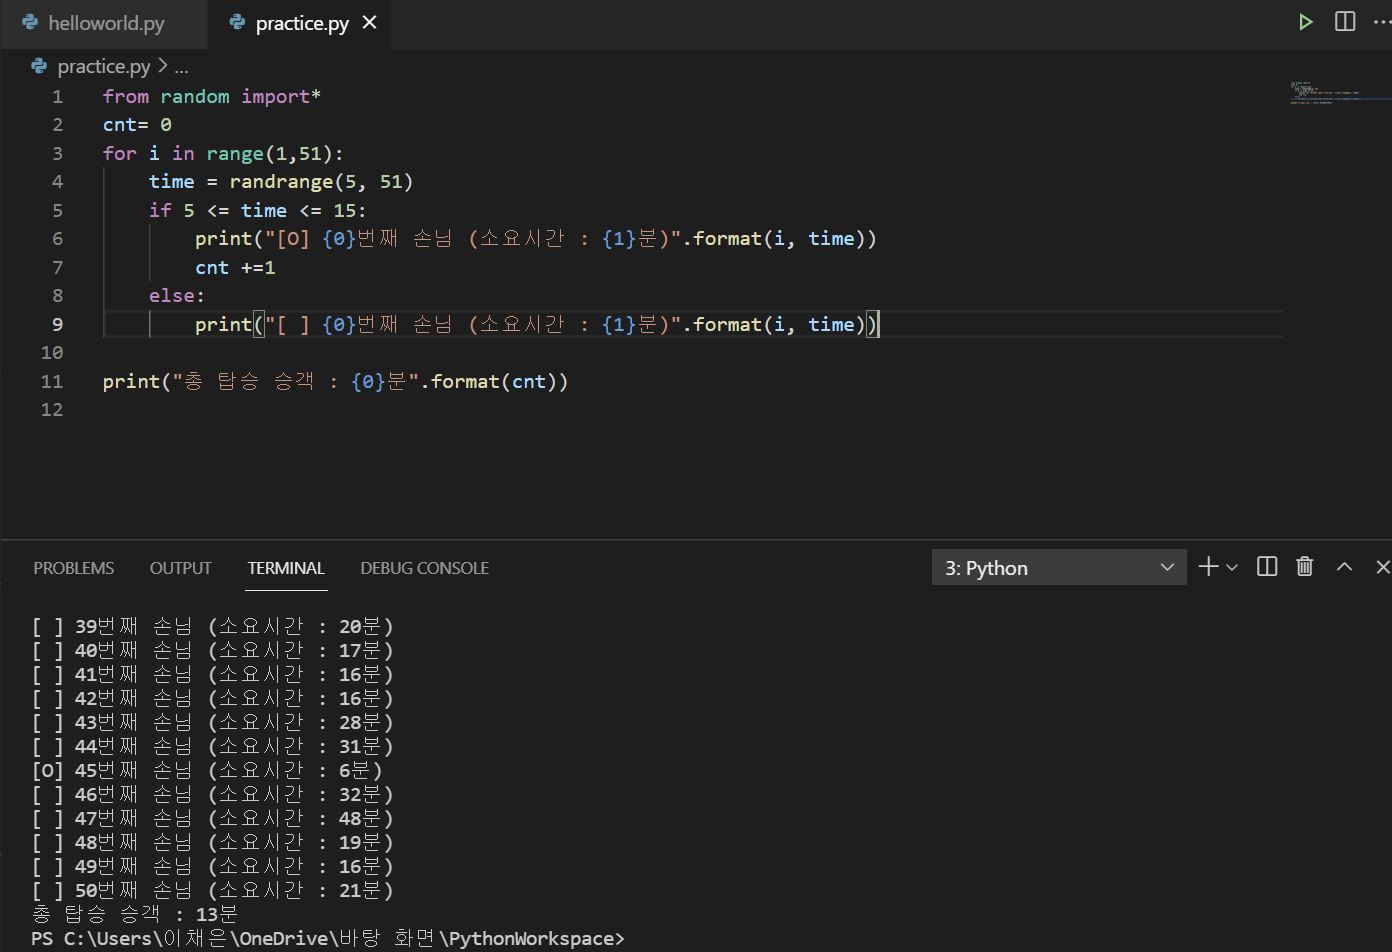 helloworld.py practice.py
practice.py > ...
1 from random import*
2 cnt= 0
3 for i in range(1,51):
4     time = randrange(5, 51)
5     if 5 <= time <= 15:
6         print("[O] {0}번째 손님 (소요시간 : {1}분)".format(i, time))
7         cnt +=1
8     else:
9         print("[ ] {0}번째 손님 (소요시간 : {1}분)".format(i, time))
10
11 print("총 탑승 승객 : {0}분".format(cnt))
12
PROBLEMS OUTPUT TERMINAL DEBUG CONSOLE 3: Python
[ ] 39번째 손님 (소요시간 : 20분)
[ ] 40번째 손님 (소요시간 : 17분)
[ ] 41번째 손님 (소요시간 : 16분)
[ ] 42번째 손님 (소요시간 : 16분)
[ ] 43번째 손님 (소요시간 : 28분)
[ ] 44번째 손님 (소요시간 : 31분)
[O] 45번째 손님 (소요시간 : 6분)
[ ] 46번째 손님 (소요시간 : 32분)
[ ] 47번째 손님 (소요시간 : 48분)
[ ] 48번째 손님 (소요시간 : 19분)
[ ] 49번째 손님 (소요시간 : 16분)
[ ] 50번째 손님 (소요시간 : 21분)
총 탑승 승객 : 13분
PS C:\Users\이채은\OneDrive\바탕 화면\PythonWorkspace>